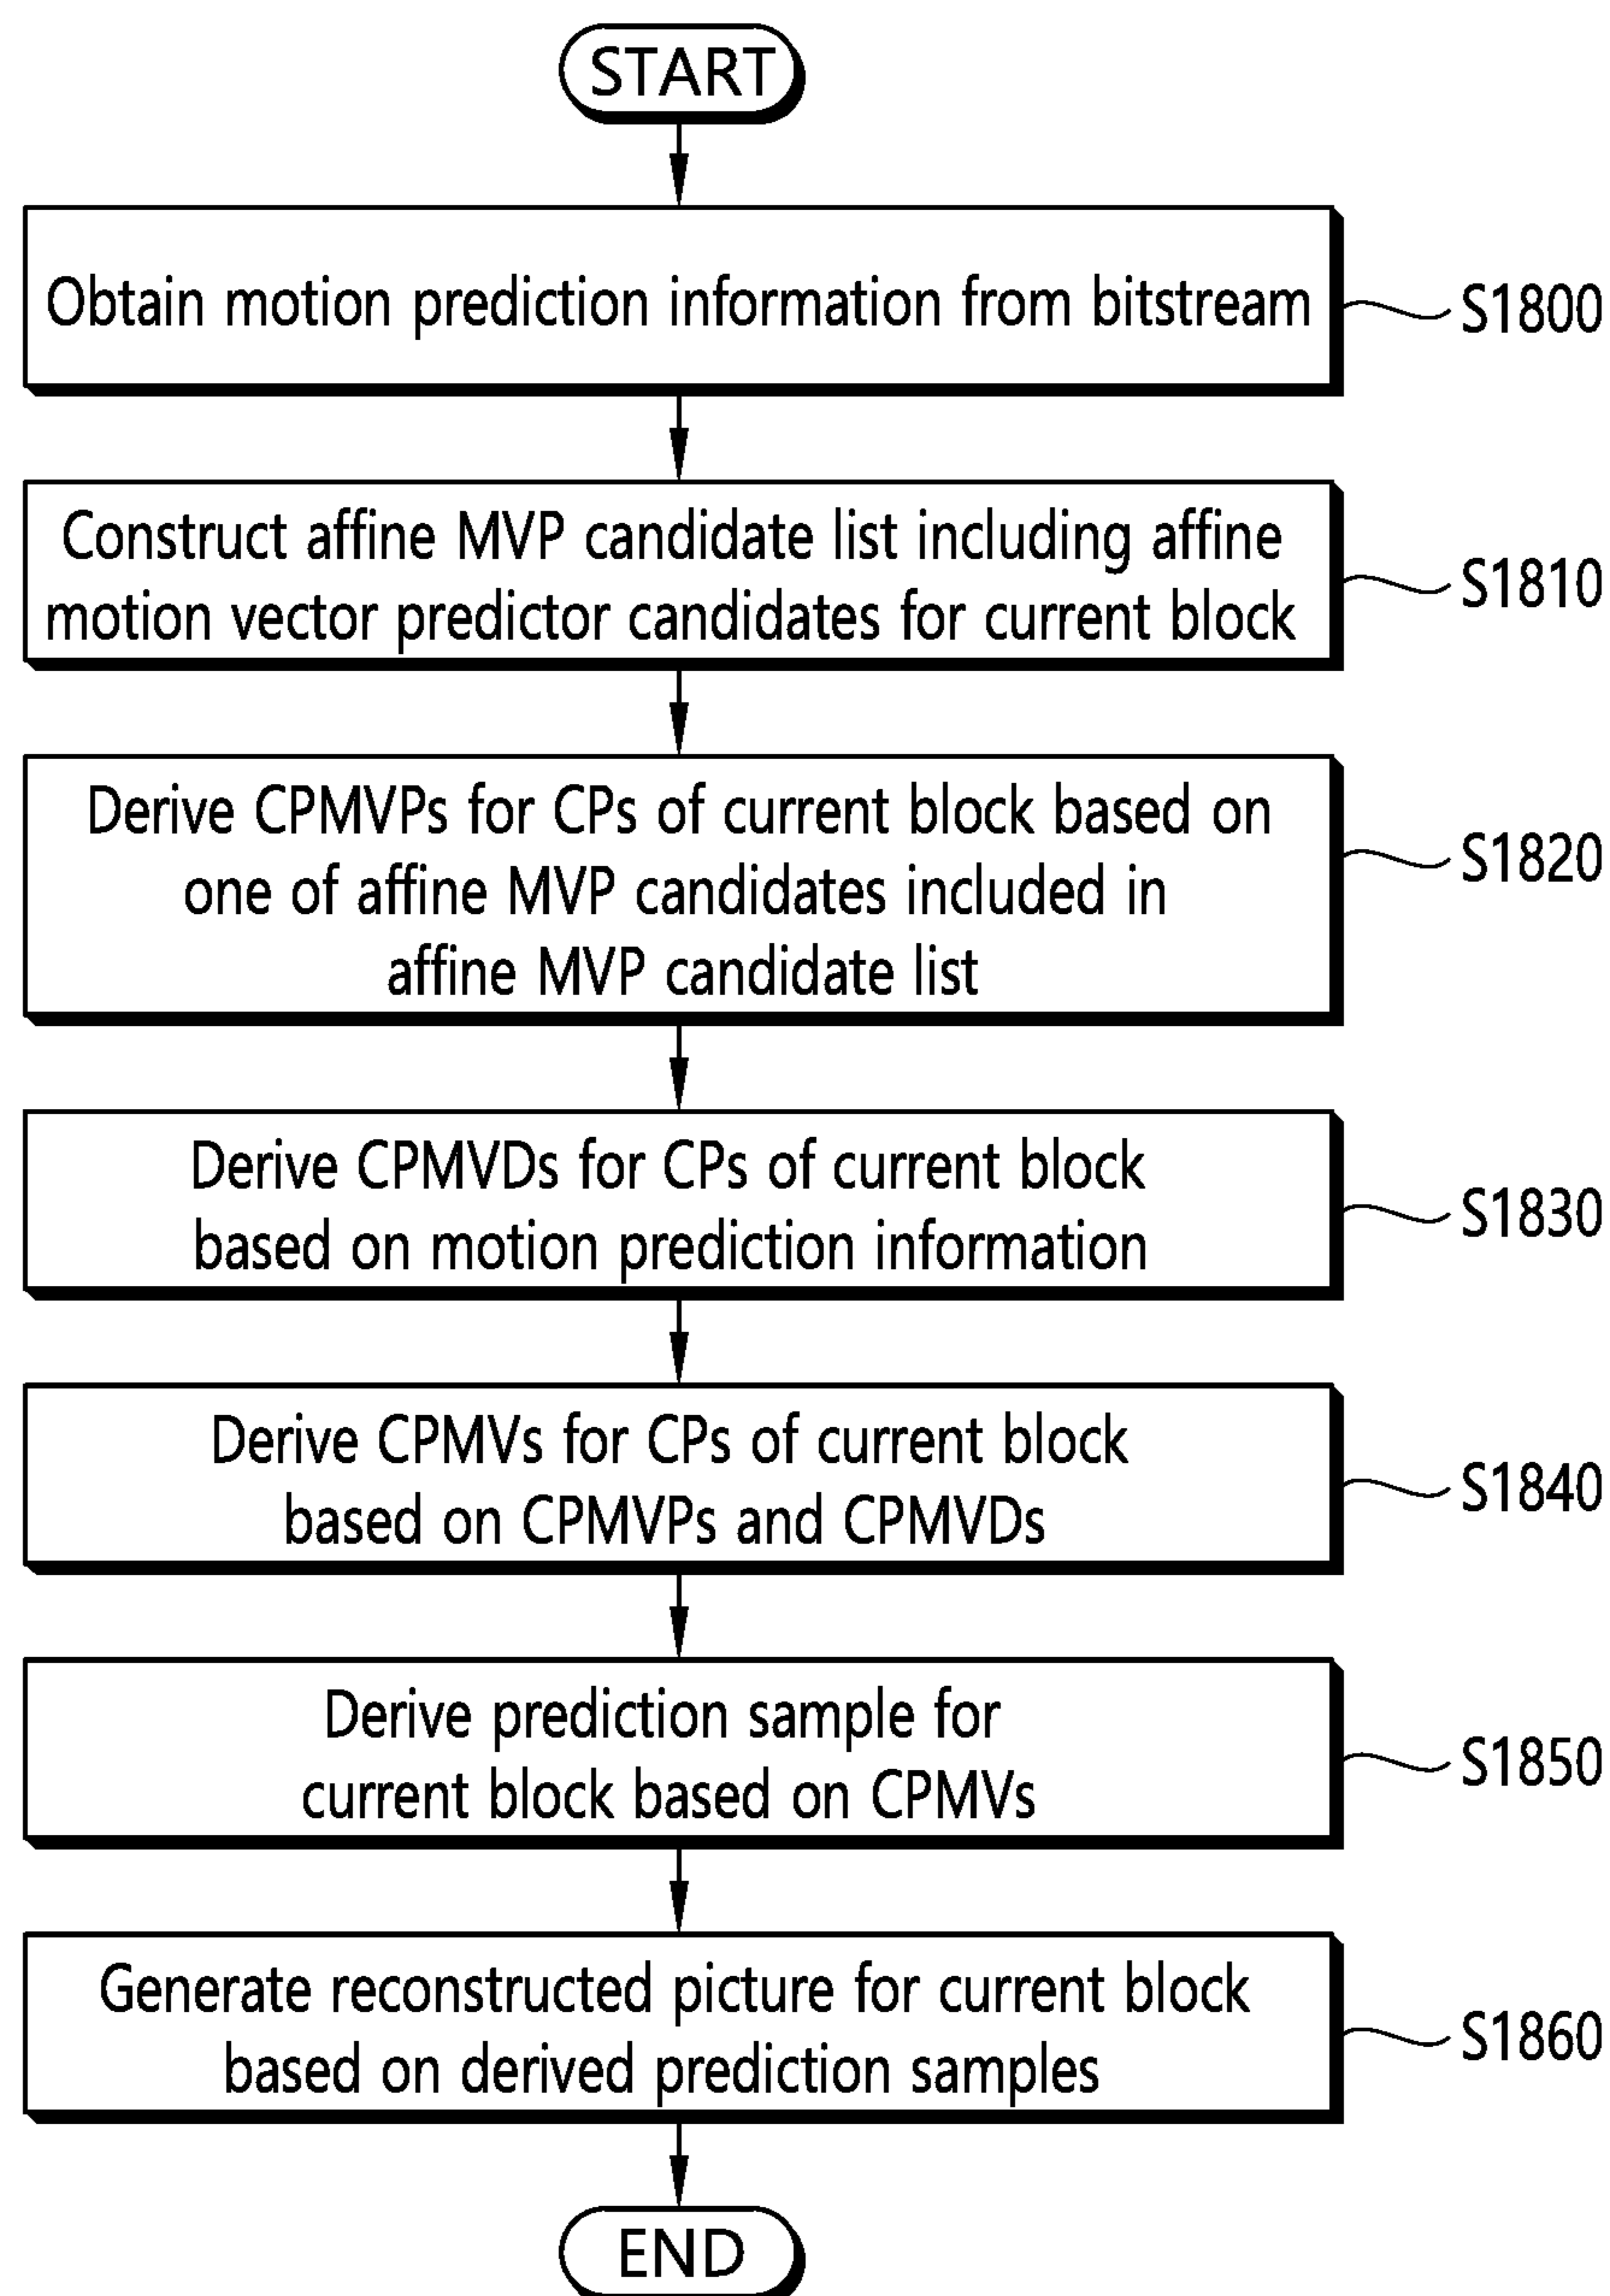 START
Obtain motion prediction information from bitstream
S1800
Construct affine MVP candidate list including affine
motion vector predictor candidates for current block
S1810
Derive CPMVPs for CPs of current block based on
one of affine MVP candidates included in
affine MVP candidate list
S1820
Derive CPMVDs for CPs of current block
based on motion prediction information
S1830
Derive CPMVs for CPs of current block
based on CPMVPs and CPMVDs
S1840
Derive prediction sample for
current block based on CPMVs
S1850
Generate reconstructed picture for current block
based on derived prediction samples
S1860
END